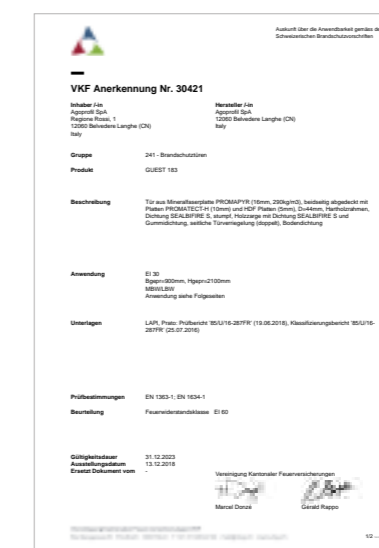 Auskunft über die Anwendbarkeit gemäss de
Schweizerischen Brandschutzvorschriften
VKF Anerkennung Nr. 30421
Inhaber /-in
Agoprofil SpA
Regione Rossi, 1
12060 Belvedere Langhe (CN)
Italy
Hersteller /-in
Agoprofil SpA
12060 Belvedere Langhe (CN)
Italy
Gruppe 241 - Brandschutztüren
Produkt GUEST 183
Beschreibung Tür aus Mineralfaserplatte PROMAPYR (16mm, 290kg/m3), beidseitig abgedeckt mit
Platten PROMATECT-H (10mm) und HDF Platten (5mm), D=44mm, Hartholzrahmen,
Dichtung SEALBIFIRE S, stumpf, Holzzarge mit Dichtung SEALBIFIRE S und
Gummidichtung, seitliche Türverriegelung (doppelt), Bodendichtung
Anwendung EI 30
Bgepr=900mm, Hgepr=2100mm
MBW/LBW
Anwendung siehe Folgeseiten
Unterlagen LAPI, Prato: Prüfbericht '85/U/16-287FR' (19.06.2018), Klassifizierungsbericht '85/U/16-
287FR' (25.07.2016)
Prüfbestimmungen EN 1363-1; EN 1634-1
Beurteilung Feuerwiderstandsklasse EI 60
Gültigkeitsdauer 31.12.2023
Ausstellungsdatum 13.12.2018
Ersetzt Dokument vom -
Vereinigung Kantonaler Feuerversicherungen
Marcel Donzé
Gérald Rappo
1/2